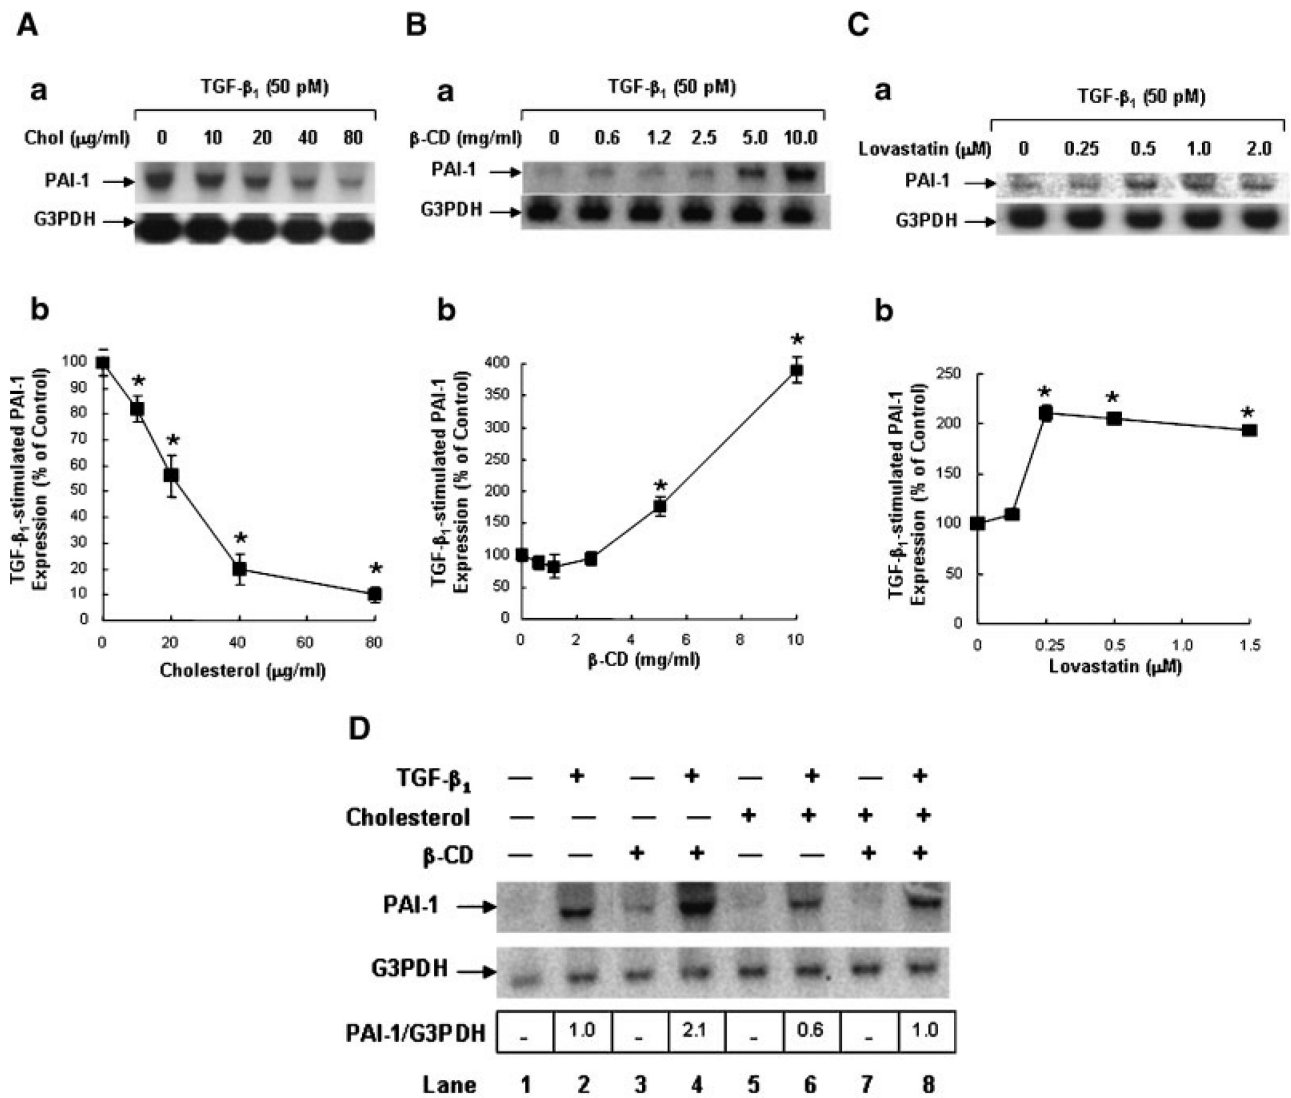 A
B
C
a
TGF-β₁ (50 pM)
Chol (μg/ml) 0 10 20 40 80
PAI-1
G3PDH
a
TGF-β₁ (50 pM)
β-CD (mg/ml) 0 0.6 1.2 2.5 5.0 10.0
PAI-1
G3PDH
a
TGF-β₁ (50 pM)
Lovastatin (μM) 0 0.25 0.5 1.0 2.0
PAI-1
G3PDH
b
TGF-β₁-stimulated PAI-1
Expression (% of Control)
100
90
80
70
60
50
40
30
20
10
0
* * * *
0 20 40 60 80
Cholesterol (μg/ml)
b
TGF-β₁-stimulated PAI-1
Expression (% of Control)
400
350
300
250
200
150
100
50
0
* *
0 2 4 6 8 10
β-CD (mg/ml)
b
TGF-β₁-stimulated PAI-1
Expression (% of Control)
250
200
150
100
50
0
* * *
0 0.25 0.5 1.0 1.5
Lovastatin (μM)
D
TGF-β₁ — + — + — + — +
Cholesterol — — — — + + + +
β-CD — — + + — — + +
PAI-1
G3PDH
PAI-1/G3PDH - 1.0 - 2.1 - 0.6 - 1.0
Lane 1 2 3 4 5 6 7 8